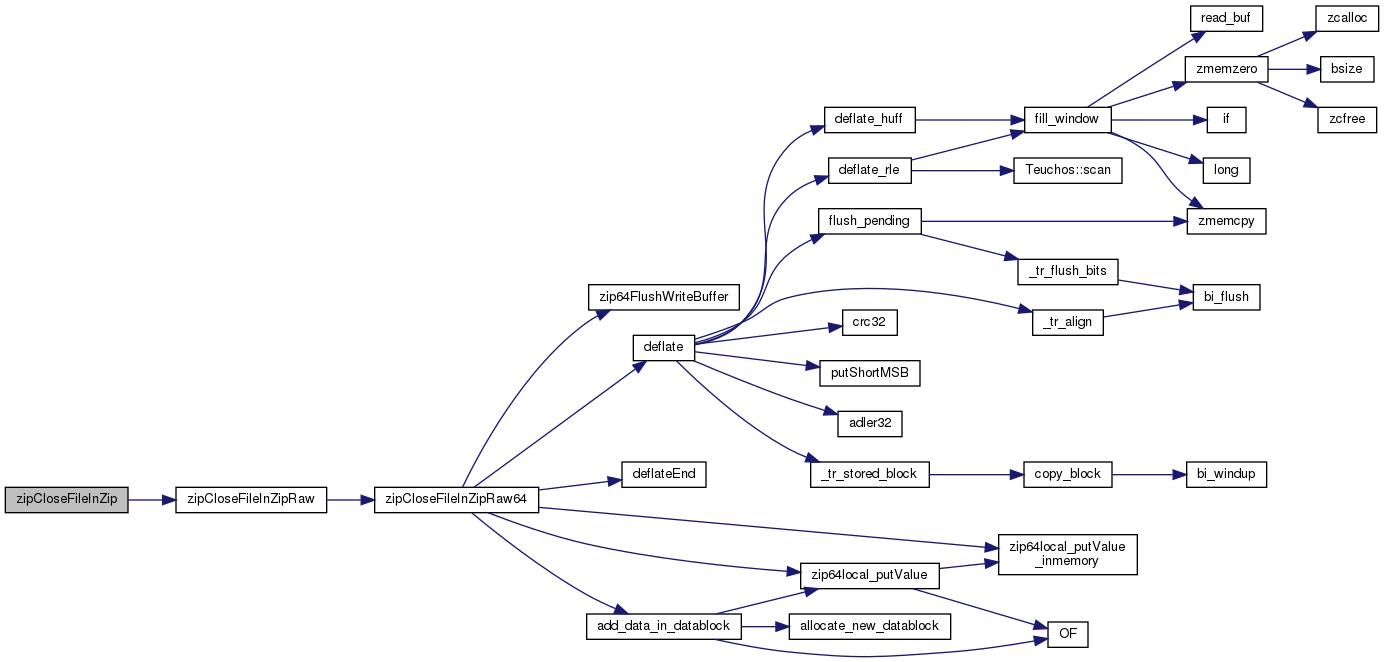 read_buf
zcalloc
zmemzero
bsize
deflate_huff
fill_window
if
zcfree
deflate_rle
Teuchos::scan
long
flush_pending
zmemcpy
_tr_flush_bits
zip64FlushWriteBuffer
bi_flush
crc32
_tr_align
deflate
putShortMSB
adler32
deflateEnd
_tr_stored_block
copy_block
bi_windup
zipCloseFileInZip
zipCloseFileInZipRaw
zipCloseFileInZipRaw64
zip64local_putValue
_inmemory
zip64local_putValue
add_data_in_datablock
allocate_new_datablock
OF